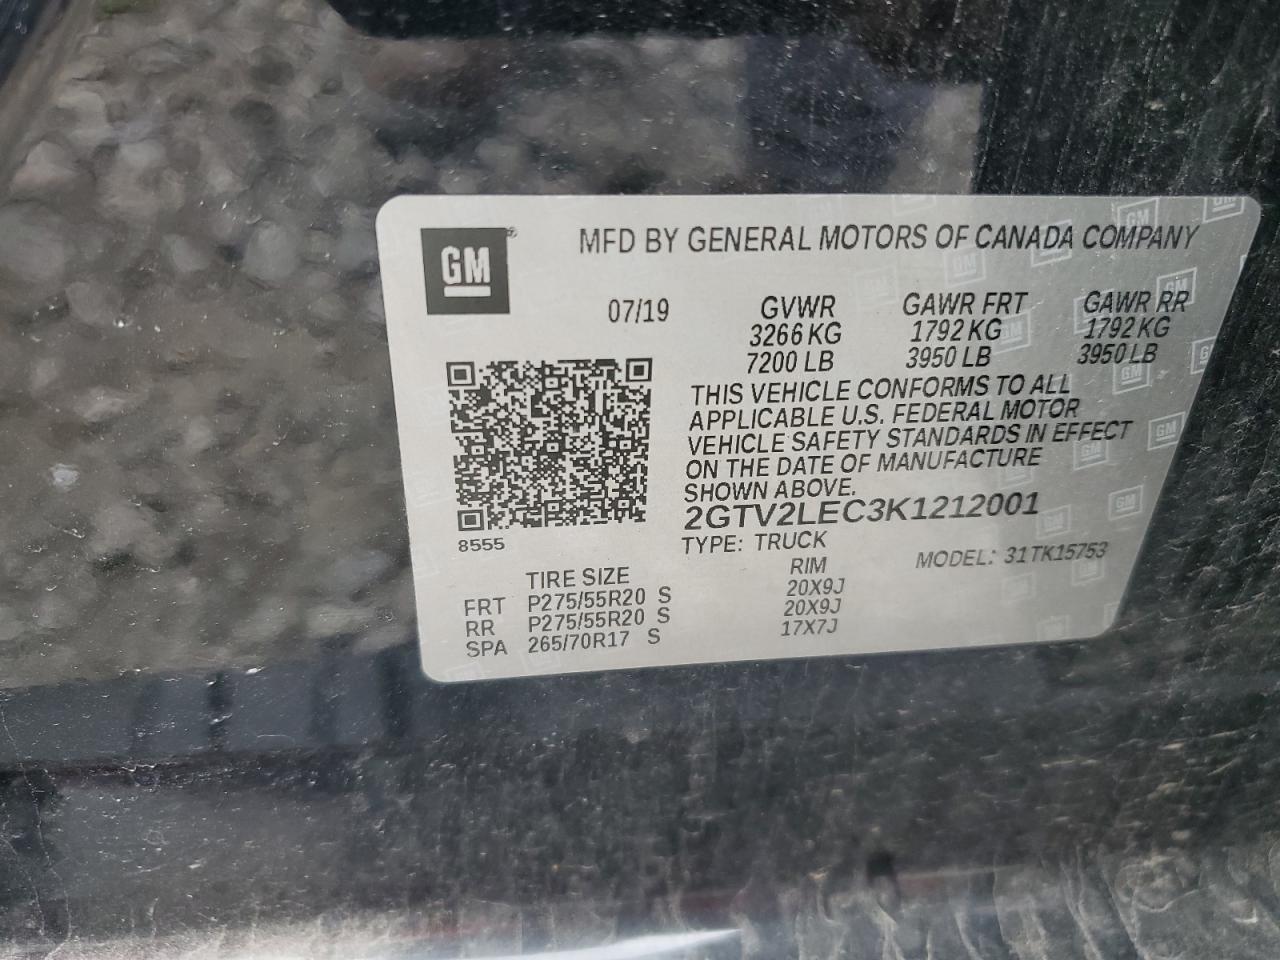 GM®
MFD BY GENERAL MOTORS OF CANADA COMPANY
07/19 GVWR GAWR FRT GAWR RR
3266 KG 1792 KG 1792 KG
7200 LB 3950 LB 3950 LB
THIS VEHICLE CONFORMS TO ALL
APPLICABLE U.S. FEDERAL MOTOR
VEHICLE SAFETY STANDARDS IN EFFECT
ON THE DATE OF MANUFACTURE
SHOWN ABOVE.
2GTV2LEC3K1212001
8555
TYPE: TRUCK MODEL: 31TK15753
TIRE SIZE RIM
FRT P275/55R20 S 20X9J
RR P275/55R20 S 20X9J
SPA 265/70R17 S 17X7J